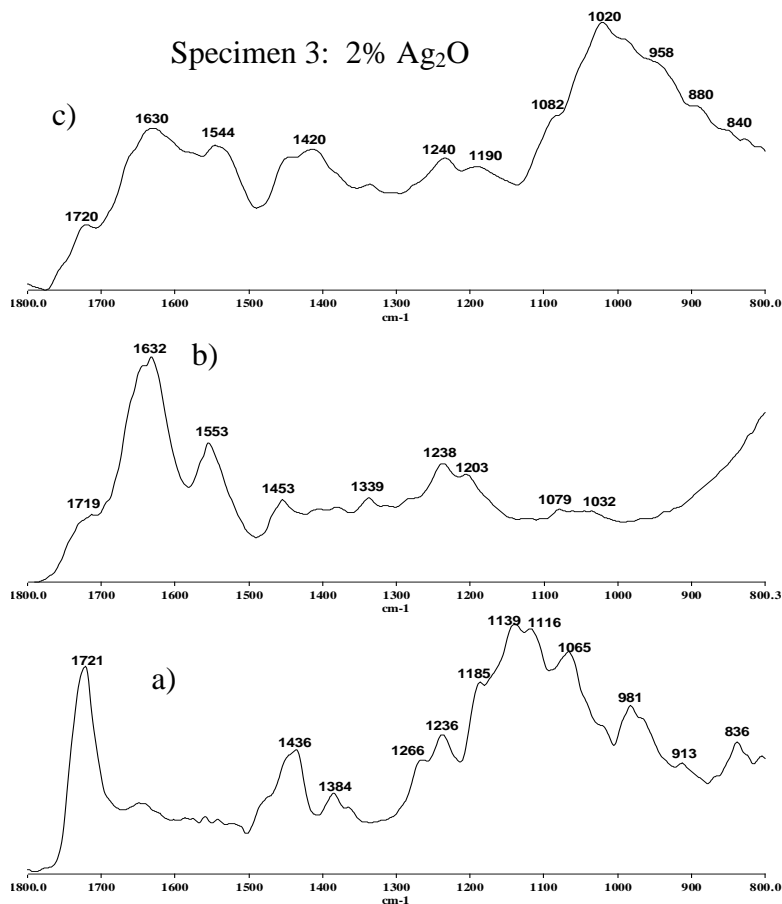 Specimen 3: 2% Ag₂O
c)
1720 1630 1544 1420 1240 1190 1082 1020 958 880 840
1800.0 1700 1600 1500 1400 1300 1200 1100 1000 900 800.0
cm-1
b)
1719 1632 1553 1453 1339 1238 1203 1079 1032
1800.0 1700 1600 1500 1400 1300 1200 1100 1000 900 800.3
cm-1
a)
1721 1436 1384 1266 1236 1185 1139 1116 1065 981 913 836
1800.0 1700 1600 1500 1400 1300 1200 1100 1000 900 800.0
cm-1